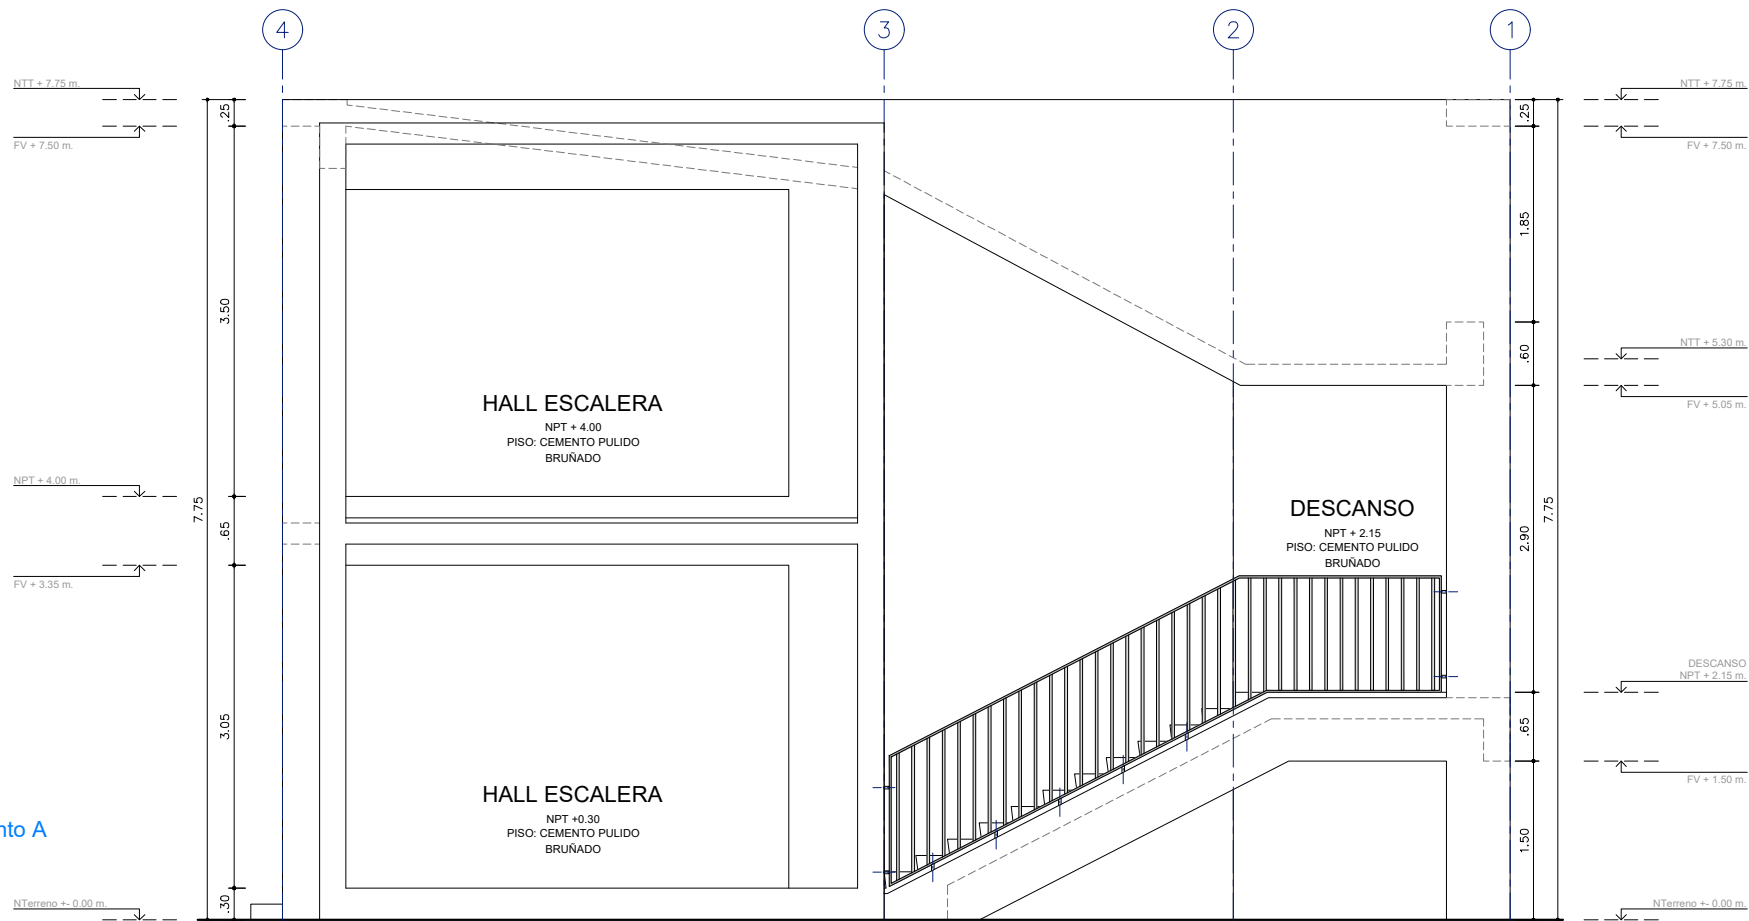 4
3
2
1
NTT + 7.75 m.
NTT + 7.75 m.
.25
.25
FV + 7.50 m.
FV + 7.50 m.
1.85
3.50
NTT + 5.30 m.
.60
FV + 5.05 m.
HALL ESCALERA
NPT + 4.00
PISO: CEMENTO PULIDO
BRUÑADO
NPT + 4.00 m.
7.75
.65
DESCANSO
NPT + 2.15
PISO: CEMENTO PULIDO
BRUÑADO
2.90
7.75
FV + 3.35 m.
DESCANSO
NPT + 2.15 m.
3.05
.65
FV + 1.50 m.
HALL ESCALERA
NPT +0.30
PISO: CEMENTO PULIDO
BRUÑADO
nto A
1.50
.30
NTerreno +- 0.00 m.
NTerreno +- 0.00 m.